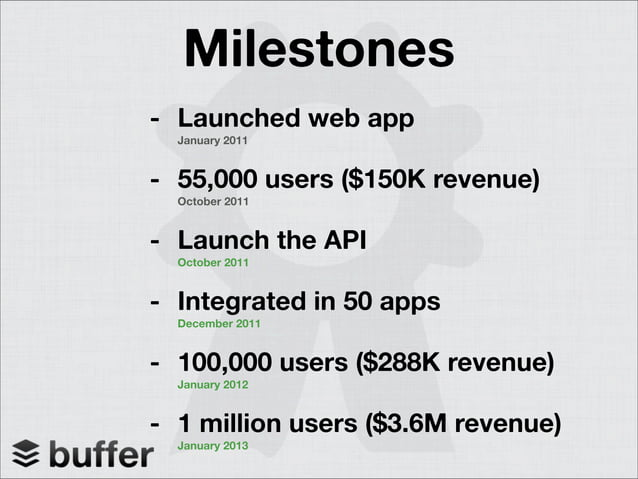 Milestones
- Launched web app
January 2011
- 55,000 users ($150K revenue)
October 2011
- Launch the API
October 2011
- Integrated in 50 apps
December 2011
- 100,000 users ($288K revenue)
January 2012
- 1 million users ($3.6M revenue)
January 2013
buffer